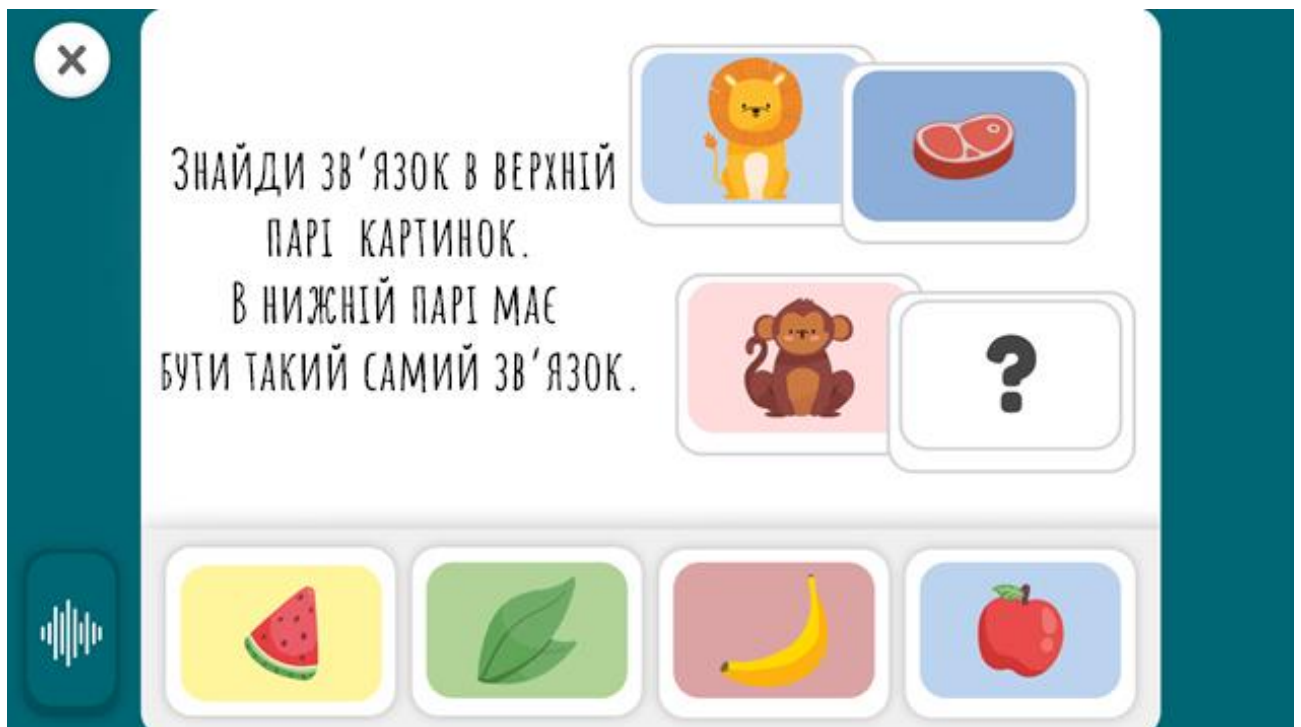 ЗНАЙДИ ЗВ'ЯЗОК В ВЕРХНІЙ
ПАРІ КАРТИНОК.
В НИЖНІЙ ПАРІ МАЄ
БУТИ ТАКИЙ САМИЙ ЗВ'ЯЗОК.
?